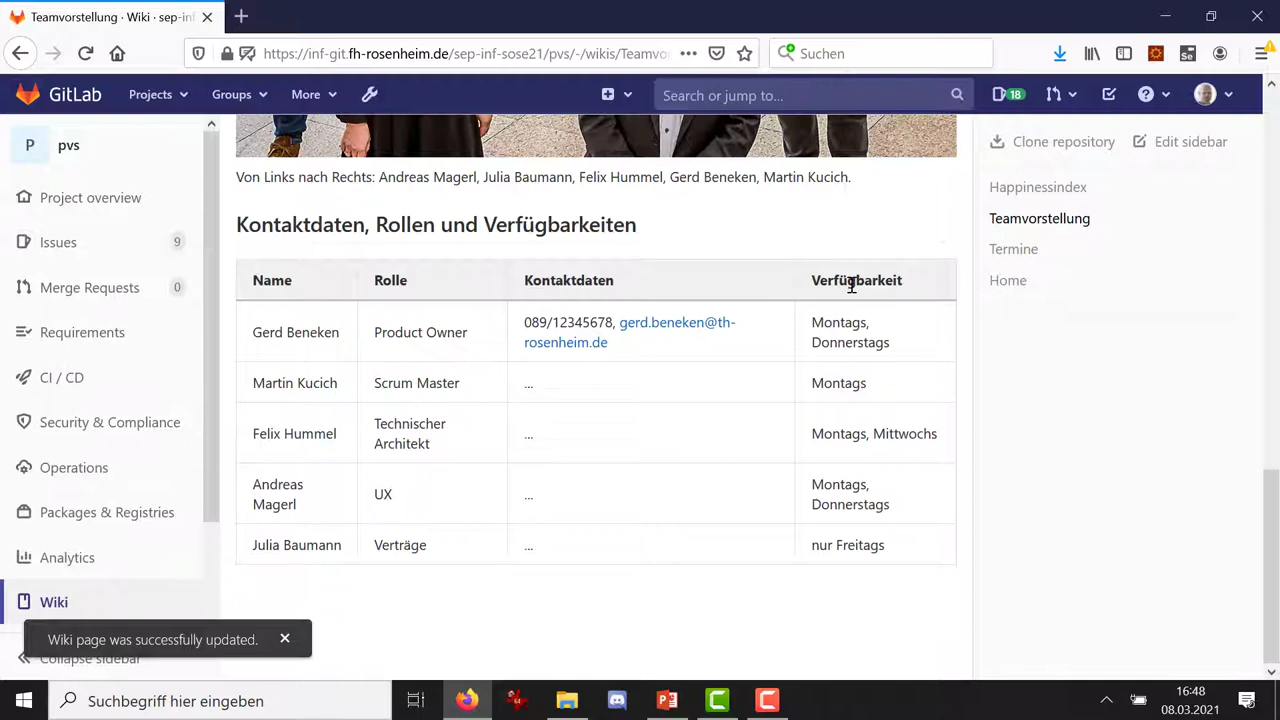 Teamvorstellung · Wiki · sep-inf
https://inf-git.fh-rosenheim.de/sep-inf-sose21/pvs/-/wikis/Teamvo
Suchen
GitLab
Projects
Groups
More
Search or jump to...
18
P pvs
Project overview
Issues 9
Merge Requests 0
Requirements
CI / CD
Security & Compliance
Operations
Packages & Registries
Analytics
Wiki
Collapse sidebar
Wiki page was successfully updated.
Von Links nach Rechts: Andreas Magerl, Julia Baumann, Felix Hummel, Gerd Beneken, Martin Kucich.
Kontaktdaten, Rollen und Verfügbarkeiten
Name Rolle Kontaktdaten Verfügbarkeit
Gerd Beneken Product Owner 089/12345678, gerd.beneken@th-
rosenheim.de Montags,
Donnerstags
Martin Kucich Scrum Master ... Montags
Felix Hummel Technischer
Architekt ... Montags, Mittwochs
Andreas
Magerl UX ... Montags,
Donnerstags
Julia Baumann Verträge ... nur Freitags
Clone repository Edit sidebar
Happinessindex
Teamvorstellung
Termine
Home
Suchbegriff hier eingeben
16:48
08.03.2021